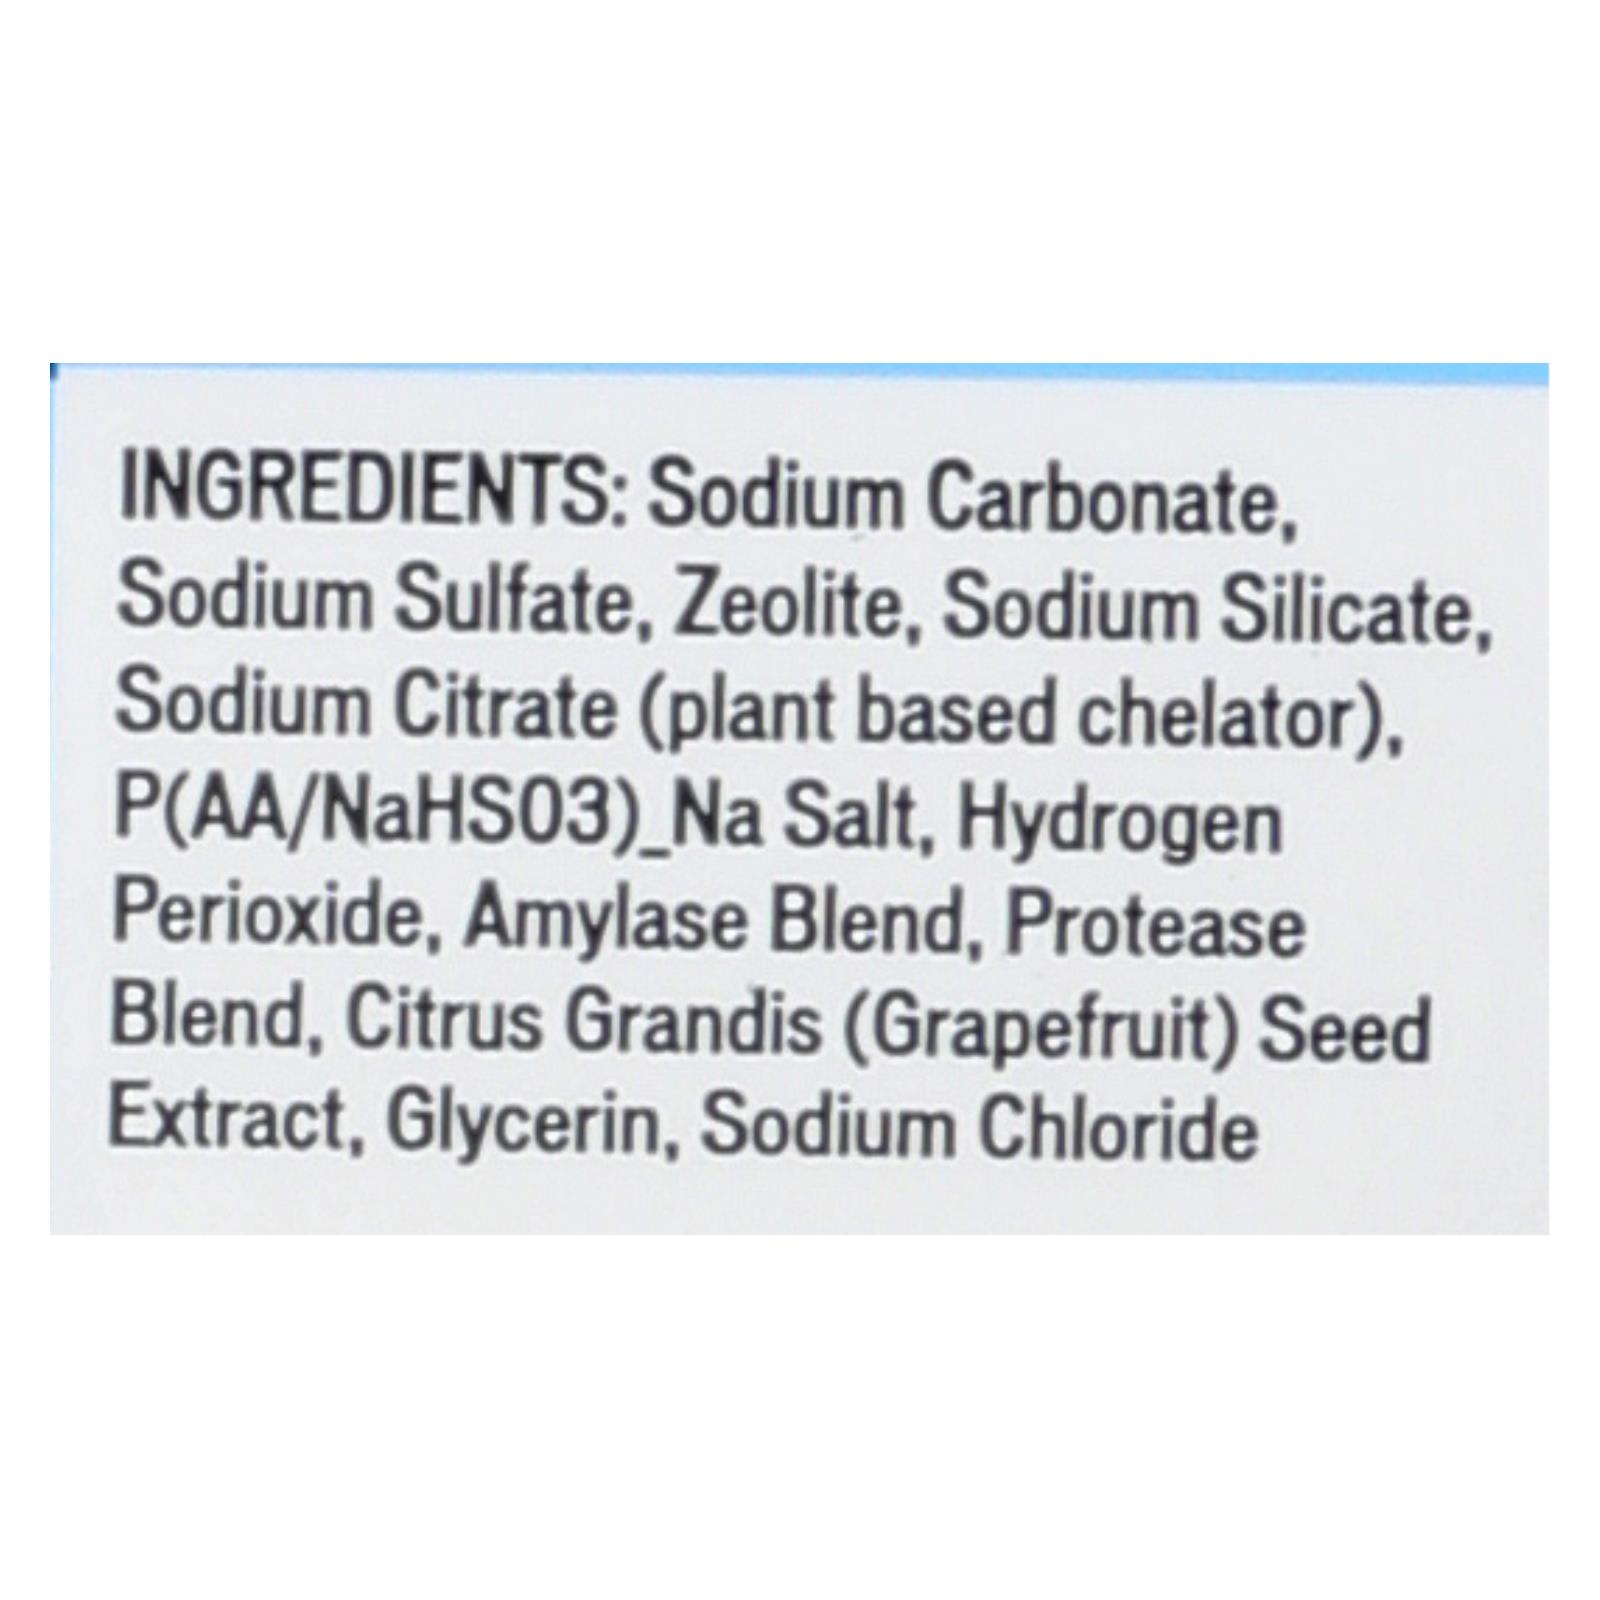 INGREDIENTS: Sodium Carbonate,
Sodium Sulfate, Zeolite, Sodium Silicate,
Sodium Citrate (plant based chelator),
P(AA/NaHSO3)_Na Salt, Hydrogen
Perioxide, Amylase Blend, Protease
Blend, Citrus Grandis (Grapefruit) Seed
Extract, Glycerin, Sodium Chloride